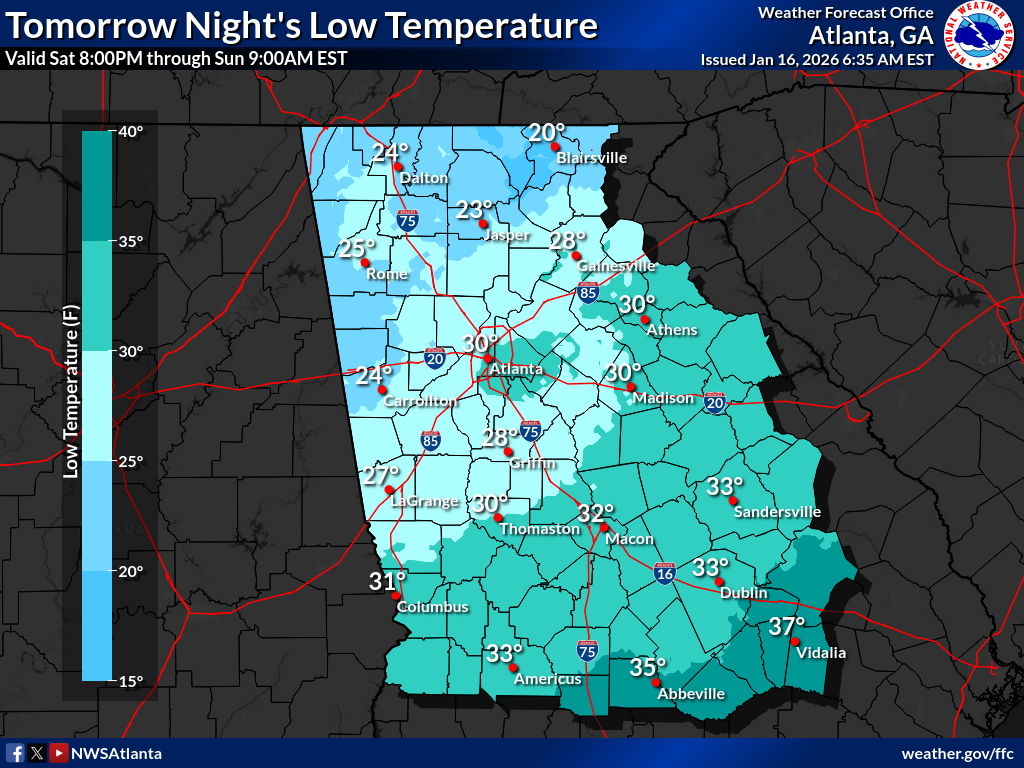 Tomorrow Night's Low Temperature
Valid Sat 8:00PM through Sun 9:00AM EST
Weather Forecast Office
Atlanta, GA
Issued Jan 16, 2026 6:35 AM EST
NATIONAL WEATHER SERVICE
Low Temperature (F)
40°
35°
30°
25°
20°
15°
20°
Blairsville
24°
Dalton
23°
Jasper
75
28°
Gainesville
25°
Rome
85
30°
Athens
30°
Atlanta
20
30°
Madison
20
24°
Carrollton
85
75
28°
Griffin
27°
LaGrange
33°
Sandersville
30°
Thomaston
32°
Macon
16
33°
Dublin
31°
Columbus
37°
Vidalia
75
33°
Americus
35°
Abbeville
NWSAtlanta
weather.gov/ffc